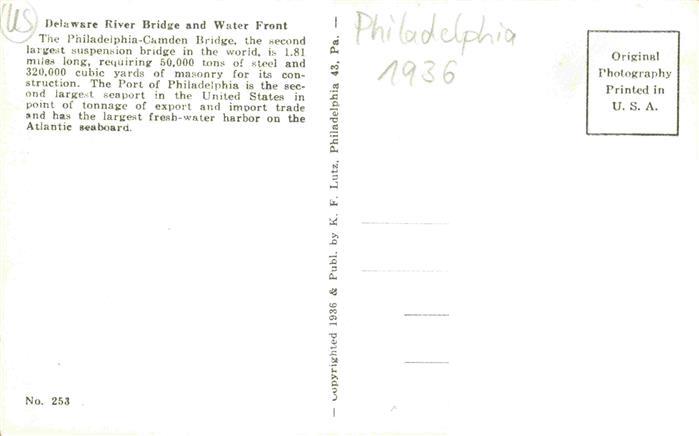 US
Delaware River Bridge and Water Front
The Philadelphia-Camden Bridge, the second
largest suspension bridge in the world, is 1.81
miles long, requiring 50,000 tons of steel and
320,000 cubic yards of masonry for its con-
struction. The Port of Philadelphia is the sec-
ond largest seaport in the United States in
point of tonnage of export and import trade
and has the largest fresh-water harbor on the
Atlantic seaboard.
No. 253
— Copyrighted 1936 & Publ. by K. F. Lutz, Philadelphia 43, Pa. —
Philadelphia
1936
Original
Photography
Printed in
U. S. A.